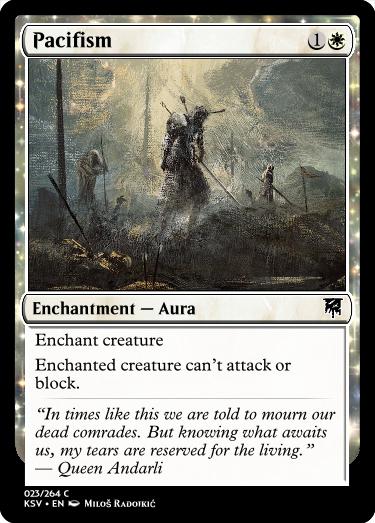 Pacifism
1
Enchantment — Aura
Enchant creature
Enchanted creature can't attack or
block.
“In times like this we are told to mourn our
dead comrades. But knowing what awaits
us, my tears are reserved for the living.”
— Queen Andarli
023/264 C
KSV • EN Miloš Radoikić